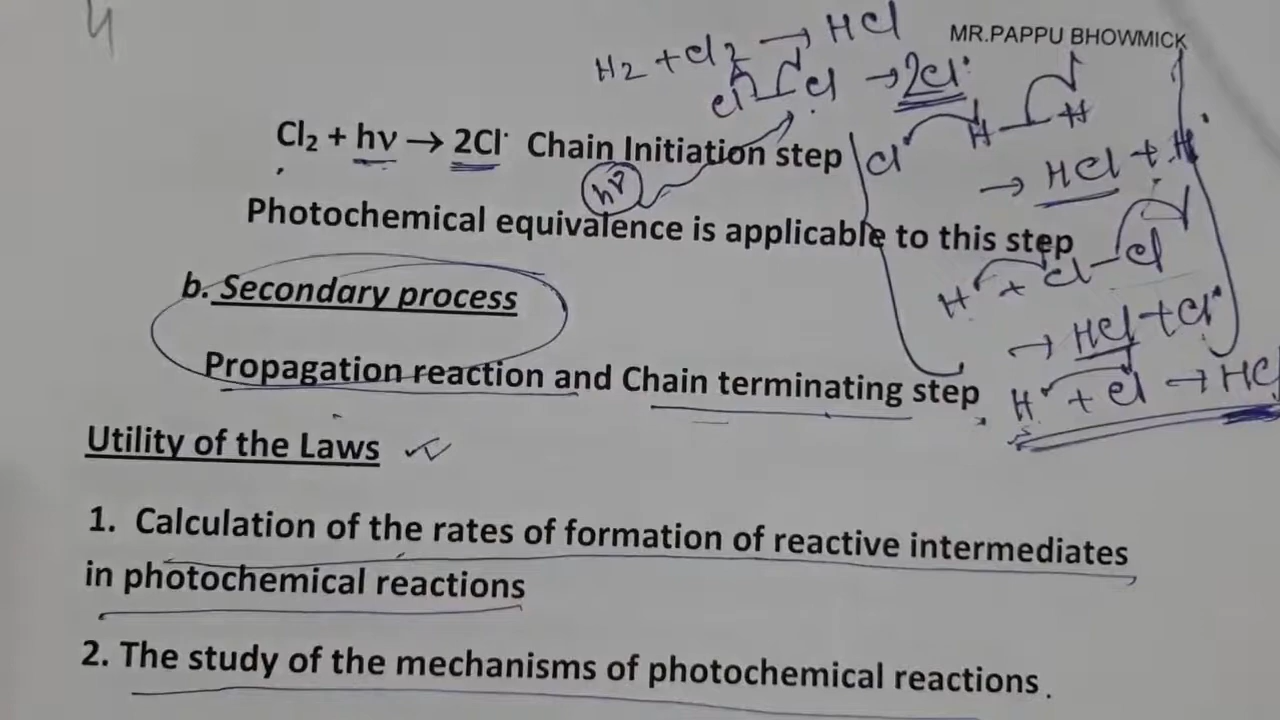 4
MR.PAPPU BHOWMICK
H₂ + Cl₂ → HCl
Cl Cl → 2Cl·
Cl₂ + hν → 2Cl· Chain Initiation step
Cl· H – H
hν
→ HCl + H·
Photochemical equivalence is applicable to this step
H· + Cl – Cl
b. Secondary process
→ HCl + Cl·
Propagation reaction and Chain terminating step
H· + Cl → HCl
Utility of the Laws
1. Calculation of the rates of formation of reactive intermediates
in photochemical reactions
2. The study of the mechanisms of photochemical reactions.